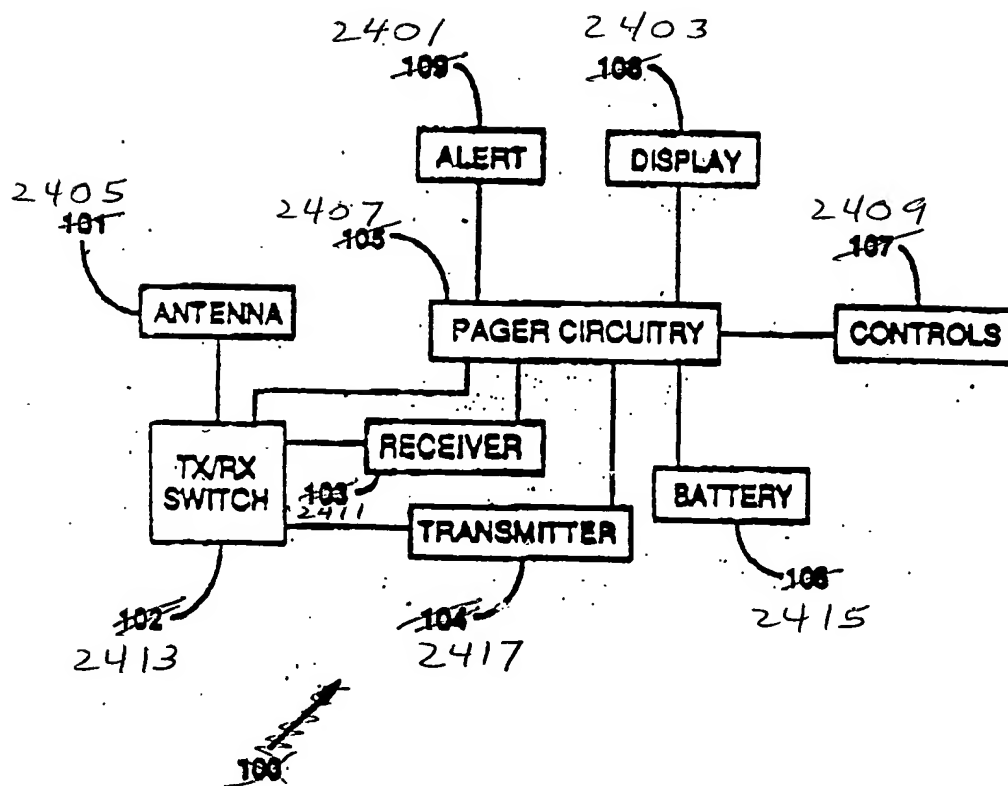 2401
109
2403
108
ALERT
DISPLAY
2405
101
2407
105
2409
107
ANTENNA
PAGER CIRCUITRY
CONTROLS
TX/RX
SWITCH
RECEIVER
103
2411
BATTERY
TRANSMITTER
102
2413
104
2417
106
2415
100